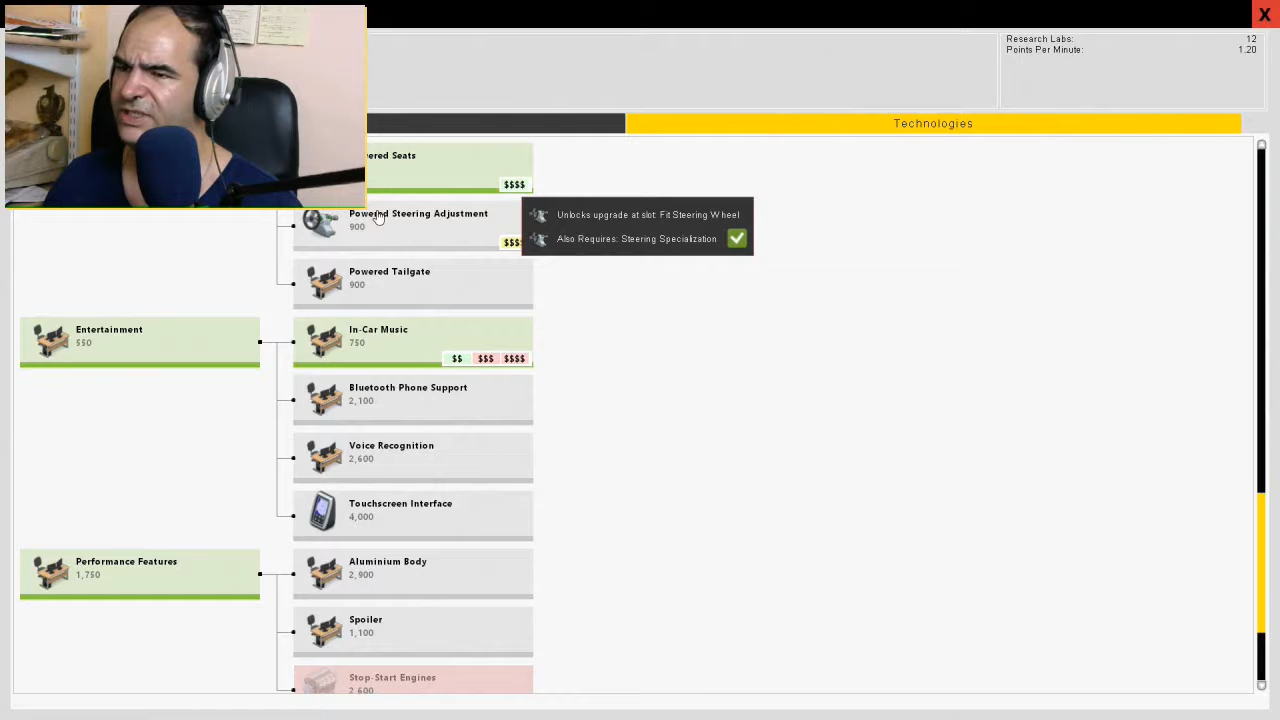 X
Research Labs: 12
Points Per Minute: 1.20
Technologies
ered Seats
$$$$
Powered Steering Adjustment
900
$$$
Unlocks upgrade at slot: Fit Steering Wheel
Also Requires: Steering Specialization
Powered Tailgate
900
Entertainment
550
In-Car Music
750
$$ $$$ $$$$
Bluetooth Phone Support
2,100
Voice Recognition
2,600
Touchscreen Interface
4,000
Performance Features
1,750
Aluminium Body
2,900
Spoiler
1,100
Stop-Start Engines
2,600